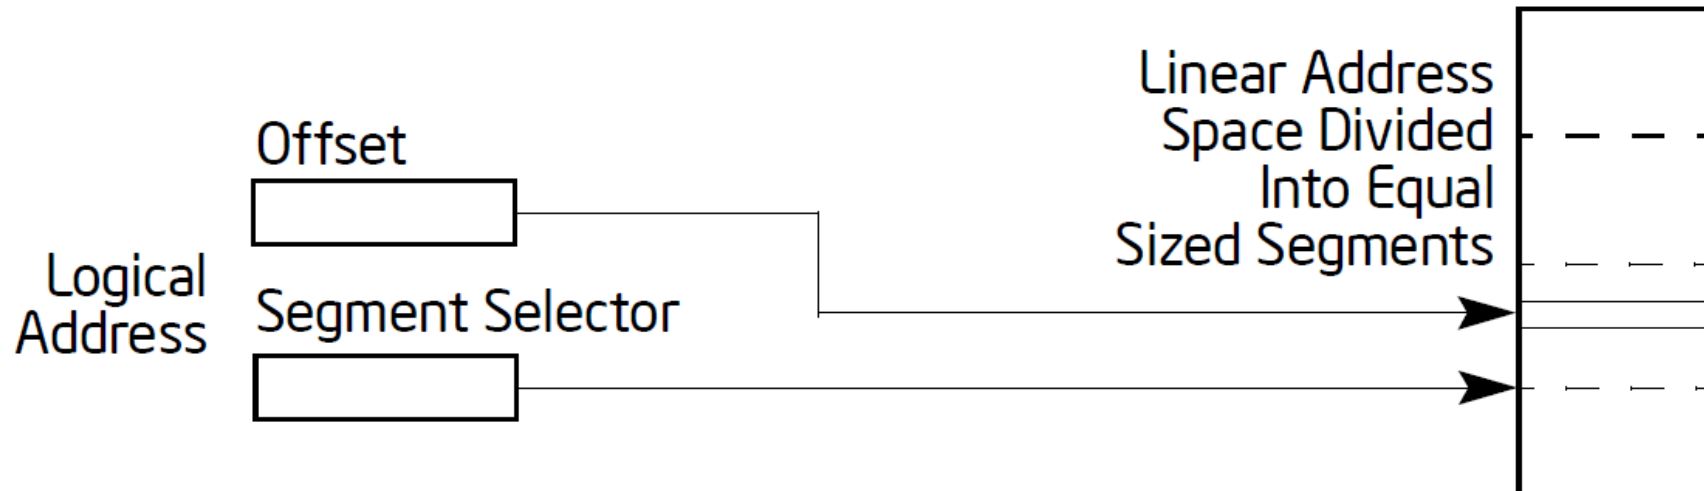 Linear Address
Space Divided
Into Equal
Sized Segments
Offset
Logical
Address
Segment Selector